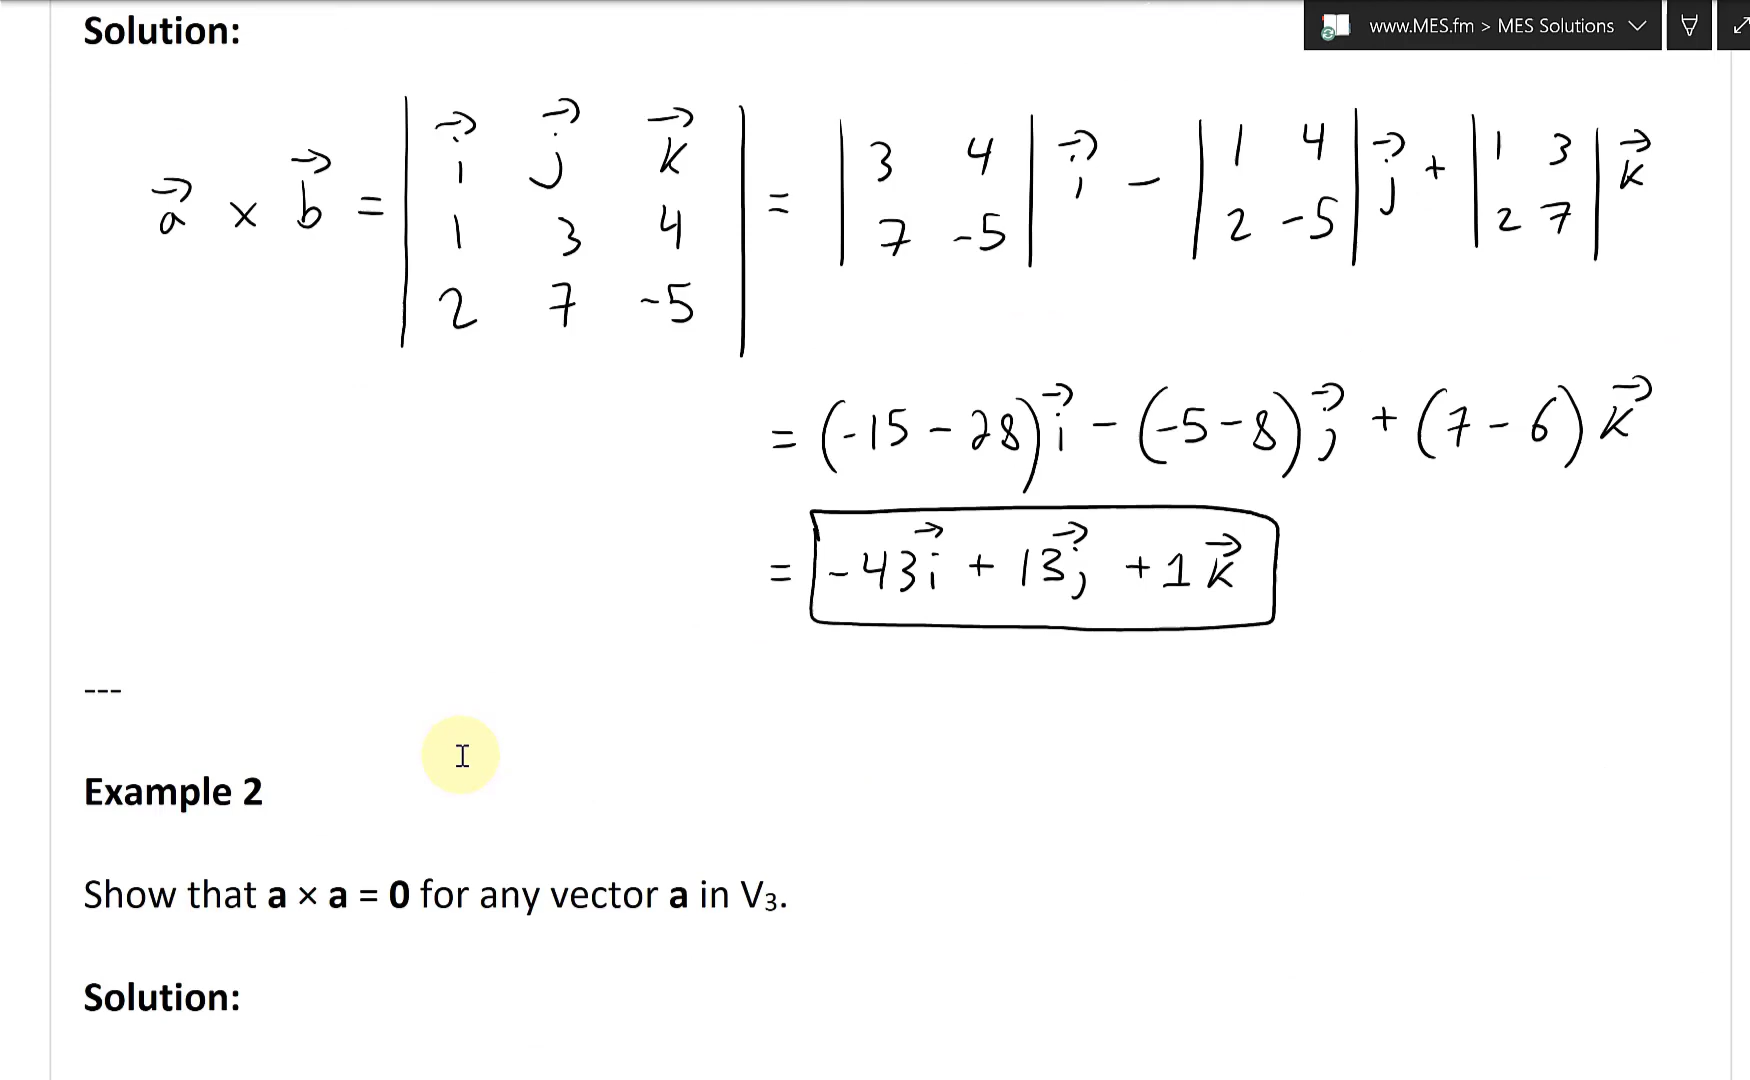 Solution:
www.MES.fm > MES Solutions
a⃗ × b⃗ = | i⃗ j⃗ k⃗ | = | 3 4 | i⃗ − | 1 4 | j⃗ + | 1 3 | k⃗
| 1 3 4 | | 7 -5 | | 2 -5 | | 2 7 |
| 2 7 -5 |
= (-15 - 28) i⃗ - (-5 - 8) j⃗ + (7 - 6) k⃗
= -43 i⃗ + 13 j⃗ + 1 k⃗
---
Example 2
Show that a × a = 0 for any vector a in V₃.
Solution: